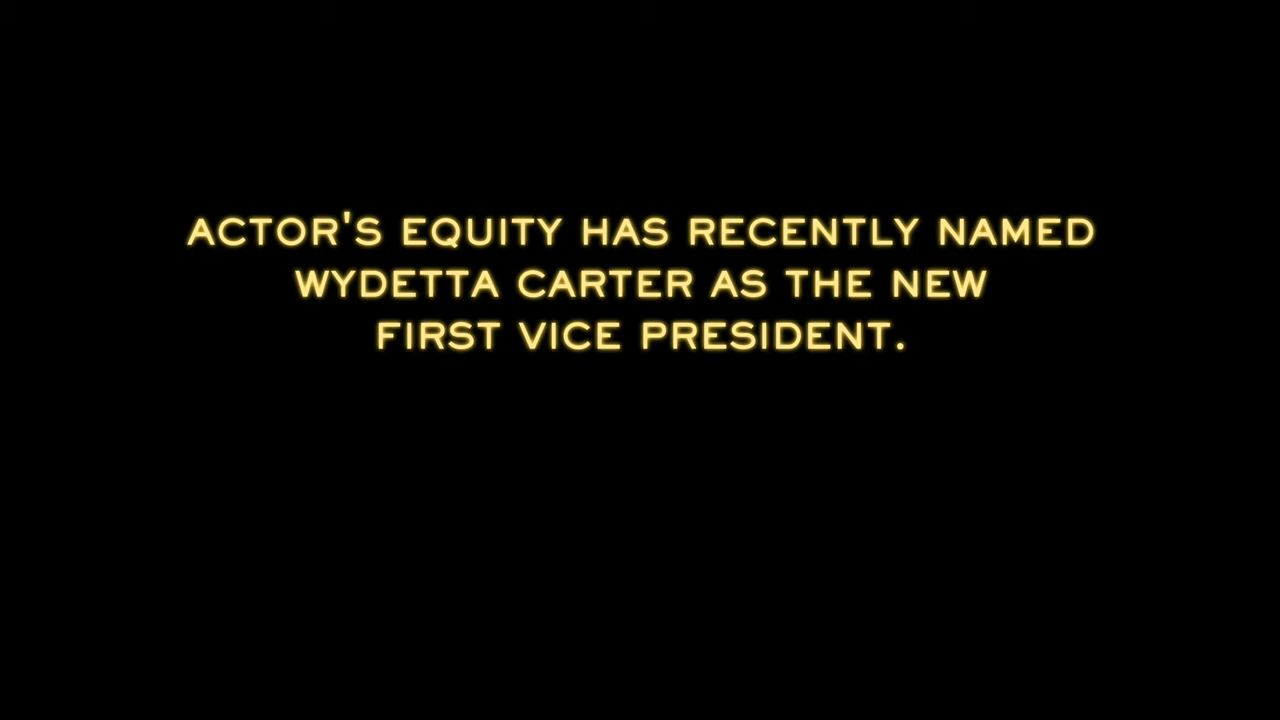 ACTOR'S EQUITY HAS RECENTLY NAMED
WYDETTA CARTER AS THE NEW
FIRST VICE PRESIDENT.